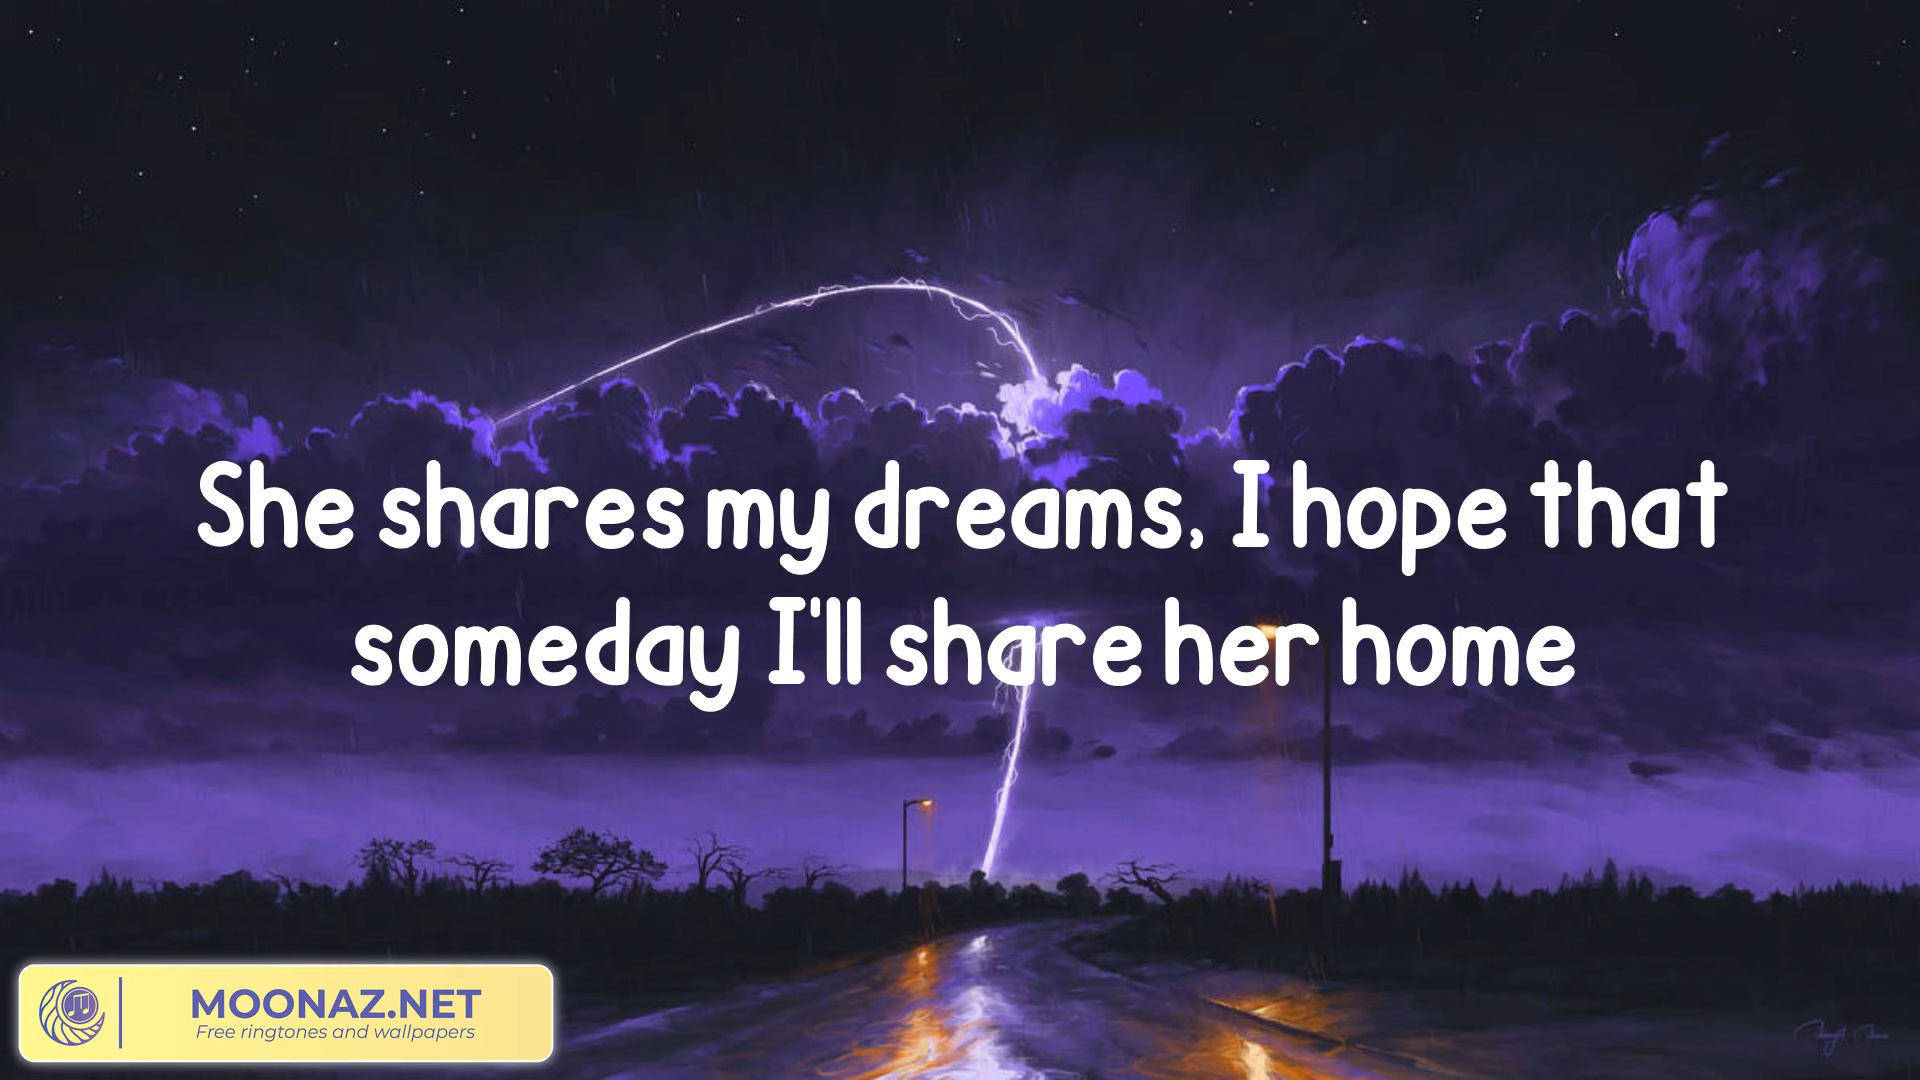 She shares my dreams, I hope that
someday I'll share her home
MOONAZ.NET
Free ringtones and wallpapers